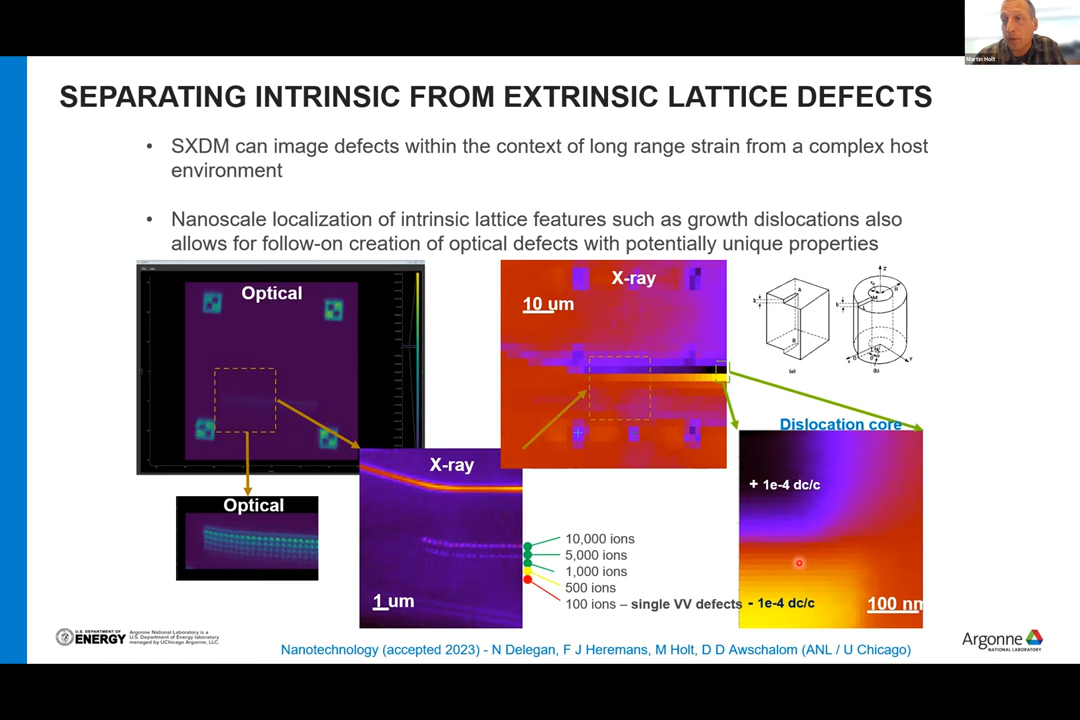 Martin Holt
SEPARATING INTRINSIC FROM EXTRINSIC LATTICE DEFECTS
• SXDM can image defects within the context of long range strain from a complex host
environment
• Nanoscale localization of intrinsic lattice features such as growth dislocations also
allows for follow-on creation of optical defects with potentially unique properties
Optical
X-ray
10 um
(a)
(b)
Dislocation core
X-ray
Optical
+ 1e-4 dc/c
10,000 ions
5,000 ions
1,000 ions
500 ions
100 ions – single VV defects
- 1e-4 dc/c
1 um
100 nm
U.S. DEPARTMENT OF
ENERGY
Argonne National Laboratory is a
U.S. Department of Energy laboratory
managed by UChicago Argonne, LLC.
Argonne
NATIONAL LABORATORY
Nanotechnology (accepted 2023) - N Delegan, F J Heremans, M Holt, D D Awschalom (ANL / U Chicago)